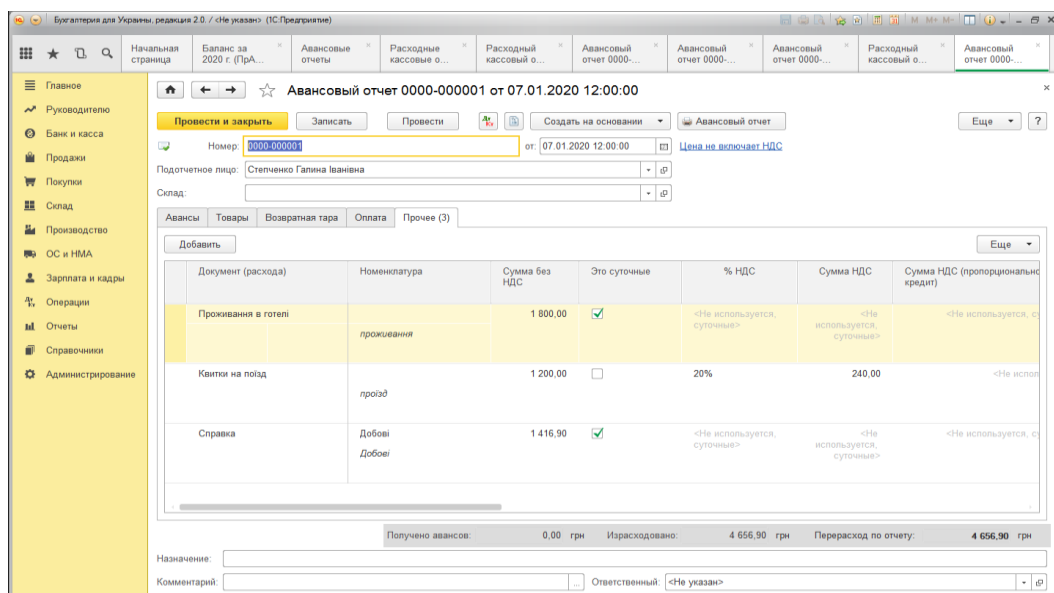 Бухгалтерия для Украины, редакция 2.0. / <Не указан> (1С:Предприятие)
M M+ M-
Начальная страница
Баланс за 2020 г. (ПрА...
Авансовые отчеты
Расходные кассовые о...
Расходный кассовый о...
Авансовый отчет 0000-...
Авансовый отчет 0000-...
Авансовый отчет 0000-...
Расходный кассовый о...
Авансовый отчет 0000-...
Главное
Руководителю
Банк и касса
Продажи
Покупки
Склад
Производство
ОС и НМА
Зарплата и кадры
Операции
Отчеты
Справочники
Администрирование
Авансовый отчет 0000-000001 от 07.01.2020 12:00:00
Провести и закрыть Записать Провести Создать на основании Авансовый отчет Еще ?
Номер: 0000-000001 от: 07.01.2020 12:00:00 Цена не включает НДС
Подотчетное лицо: Степченко Галина Іванівна
Склад:
Авансы Товары Возвратная тара Оплата Прочее (3)
Добавить Еще
Документ (расхода) Номенклатура Сумма без НДС Это суточные % НДС Сумма НДС Сумма НДС (пропорционально кредит)
Проживання в готелі 1 800,00 <Не используется, суточные> <Не используется, суточные> <Не используется, су
проживання
Квитки на поїзд 1 200,00 20% 240,00 <Не испол
проїзд
Справка Добові 1 416,90 <Не используется, суточные> <Не используется, суточные> <Не используется, су
Добові
Получено авансов: 0,00 грн Израсходовано: 4 656,90 грн Перерасход по отчету: 4 656,90 грн
Назначение:
Комментарий: ... Ответственный: <Не указан>